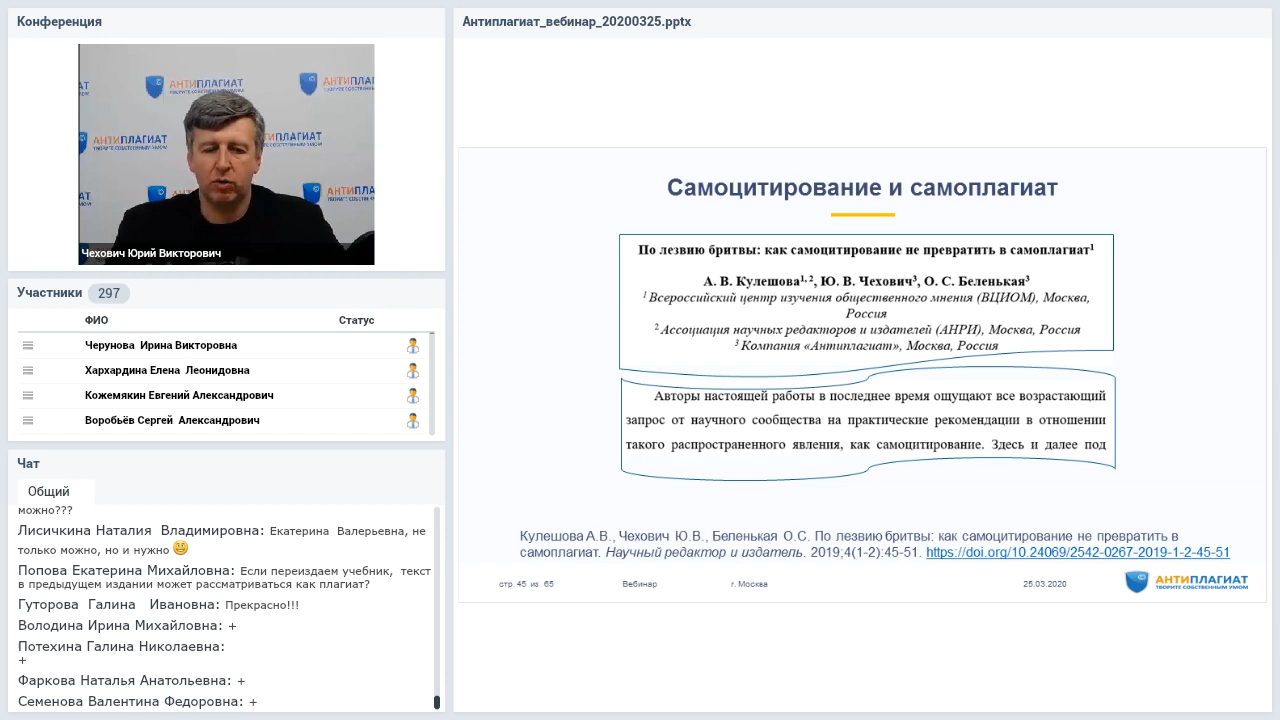 Конференция
АНТИПЛАГИАТ
АНТИПЛАГИАТ
АНТИПЛАГИАТ
Чехович Юрий Викторович
Участники 297
ФИО Статус
Черунова Ирина Викторовна
Хархардина Елена Леонидовна
Кожемякин Евгений Александрович
Воробьёв Сергей Александрович
Чат
Общий
можно???
Лисичкина Наталия Владимировна: Екатерина Валерьевна, не
только можно, но и нужно
Попова Екатерина Михайловна: Если переиздаем учебник, текст
в предыдущем издании может рассматриваться как плагиат?
Гуторова Галина Ивановна: Прекрасно!!!
Володина Ирина Михайловна: +
Потехина Галина Николаевна:
+
Фаркова Наталья Анатольевна: +
Семенова Валентина Федоровна: +
Антиплагиат_вебинар_20200325.pptx
Самоцитирование и самоплагиат
По лезвию бритвы: как самоцитирование не превратить в самоплагиат¹
А. В. Кулешова¹,², Ю. В. Чехович³, О. С. Беленькая³
¹ Всероссийский центр изучения общественного мнения (ВЦИОМ), Москва,
Россия
² Ассоциация научных редакторов и издателей (АНРИ), Москва, Россия
³ Компания «Антиплагиат», Москва, Россия
Авторы настоящей работы в последнее время ощущают все возрастающий
запрос от научного сообщества на практические рекомендации в отношении
такого распространенного явления, как самоцитирование. Здесь и далее под
Кулешова А.В., Чехович Ю.В., Беленькая О.С. По лезвию бритвы: как самоцитирование не превратить в
самоплагиат. Научный редактор и издатель. 2019;4(1-2):45-51. https://doi.org/10.24069/2542-0267-2019-1-2-45-51
стр. 45 из 65 Вебинар г. Москва 25.03.2020
АНТИПЛАГИАТ
ТВОРИТЕ СОБСТВЕННЫМ УМОМ